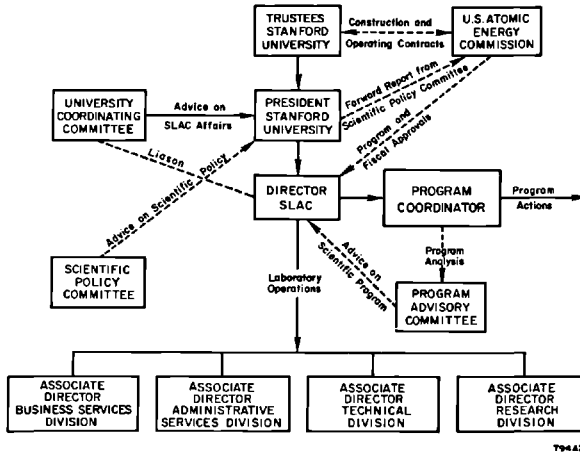 TRUSTEES
STANFORD
UNIVERSITY
Construction and
Operating Contracts
U.S. ATOMIC
ENERGY
COMMISSION
UNIVERSITY
COORDINATING
COMMITTEE
Advice on
SLAC Affairs
PRESIDENT
STANFORD
UNIVERSITY
Forward Report from
Scientific Policy Committee
Program and
Fiscal Approvals
Liason
Advice on Scientific Policy
DIRECTOR
SLAC
PROGRAM
COORDINATOR
Program
Actions
SCIENTIFIC
POLICY
COMMITTEE
Laboratory
Operations
Advice on
Scientific Program
Program
Analysis
PROGRAM
ADVISORY
COMMITTEE
ASSOCIATE
DIRECTOR
BUSINESS SERVICES
DIVISION
ASSOCIATE
DIRECTOR
ADMINISTRATIVE
SERVICES DIVISION
ASSOCIATE
DIRECTOR
TECHNICAL
DIVISION
ASSOCIATE
DIRECTOR
RESEARCH
DIVISION